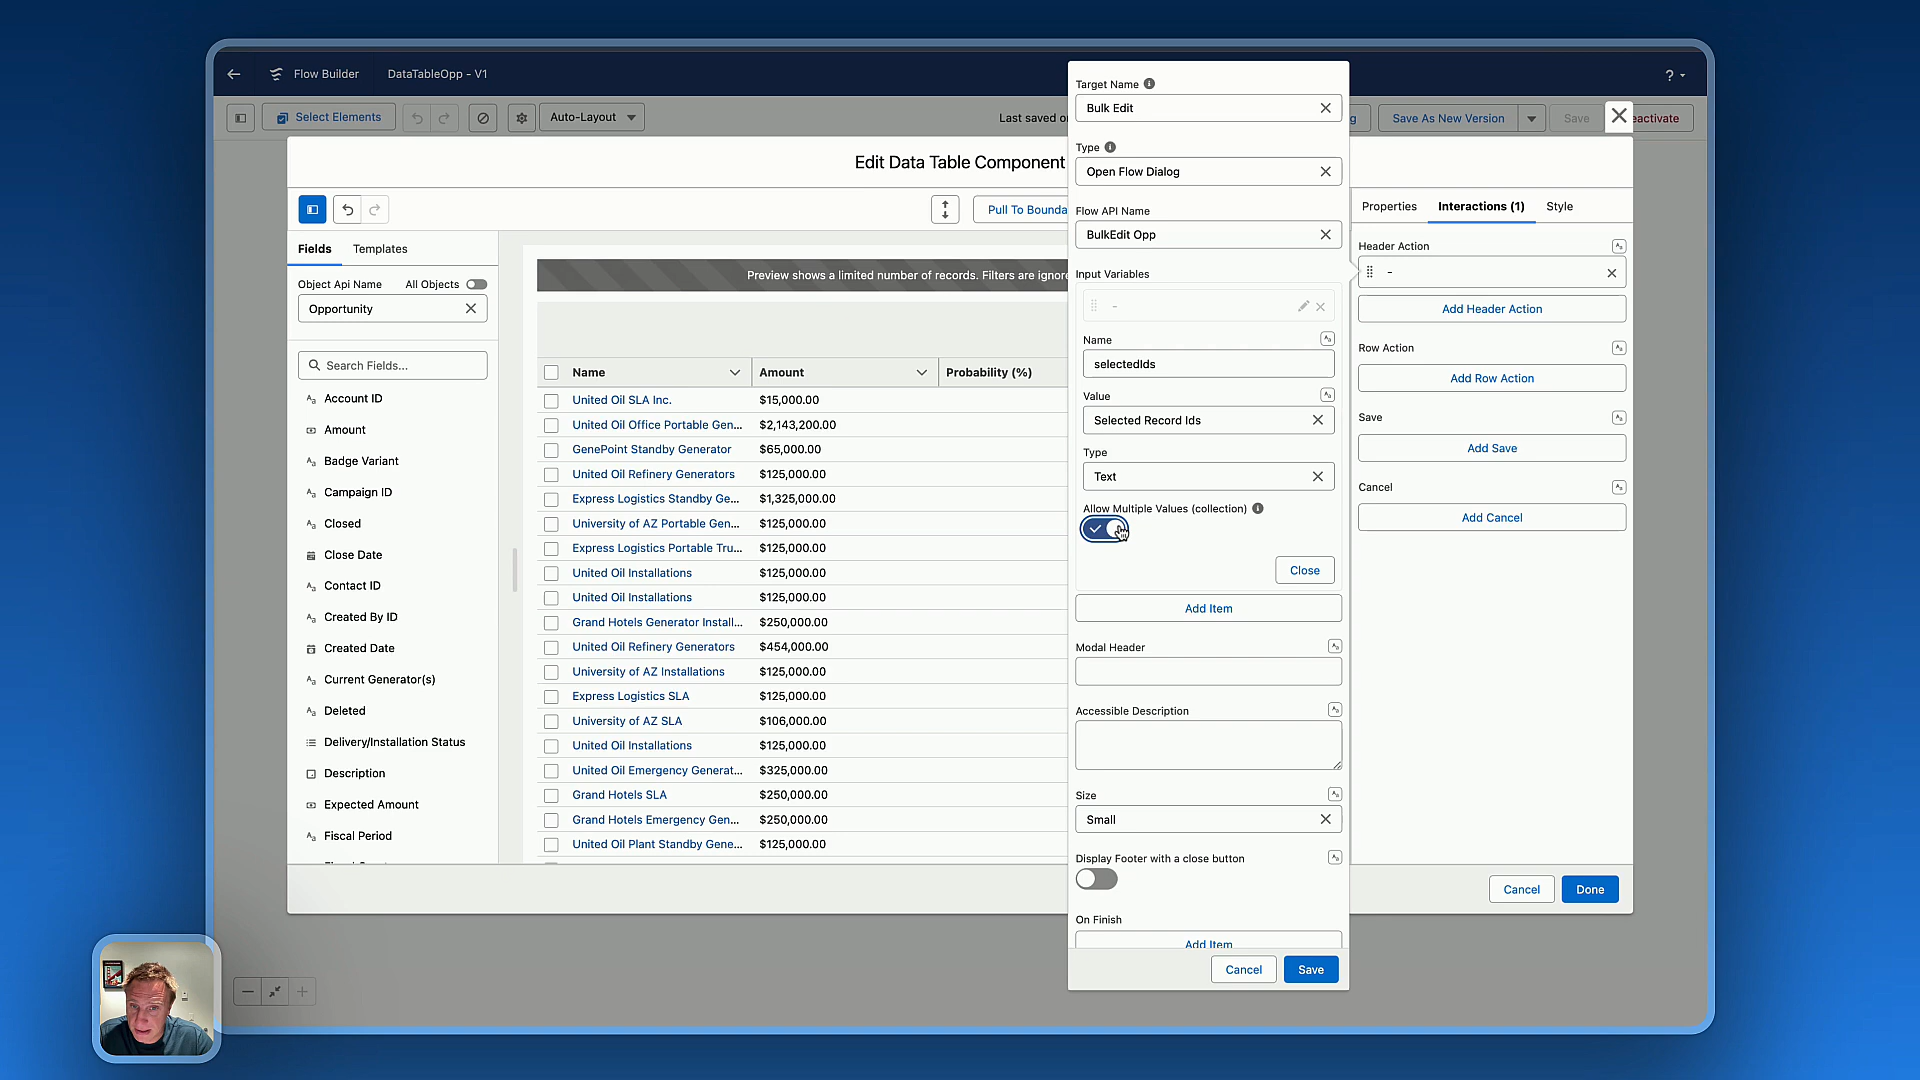 Flow Builder
DataTableOpp - V1
?
Select Elements
Auto-Layout
Last saved o
g
Save As New Version
Save
eactivate
Edit Data Table Component
Pull To Bounda
Fields
Templates
Object Api Name
All Objects
Opportunity
Search Fields...
Account ID
Amount
Badge Variant
Campaign ID
Closed
Close Date
Contact ID
Created By ID
Created Date
Current Generator(s)
Deleted
Delivery/Installation Status
Description
Expected Amount
Fiscal Period
Preview shows a limited number of records. Filters are ignore
Name
Amount
Probability (%)
United Oil SLA Inc.
$15,000.00
United Oil Office Portable Gen...
$2,143,200.00
GenePoint Standby Generator
$65,000.00
United Oil Refinery Generators
$125,000.00
Express Logistics Standby Ge...
$1,325,000.00
University of AZ Portable Gen...
$125,000.00
Express Logistics Portable Tru...
$125,000.00
United Oil Installations
$125,000.00
United Oil Installations
$125,000.00
Grand Hotels Generator Install...
$250,000.00
United Oil Refinery Generators
$454,000.00
University of AZ Installations
$125,000.00
Express Logistics SLA
$125,000.00
University of AZ SLA
$106,000.00
United Oil Installations
$125,000.00
United Oil Emergency Generat...
$325,000.00
Grand Hotels SLA
$250,000.00
Grand Hotels Emergency Gen...
$250,000.00
United Oil Plant Standby Gene...
$125,000.00
Target Name
Bulk Edit
Type
Open Flow Dialog
Flow API Name
BulkEdit Opp
Input Variables
-
Name
selectedIds
Value
Selected Record Ids
Type
Text
Allow Multiple Values (collection)
Close
Add Item
Modal Header
Accessible Description
Size
Small
Display Footer with a close button
On Finish
Add Item
Cancel
Save
Properties
Interactions (1)
Style
Header Action
-
Add Header Action
Row Action
Add Row Action
Save
Add Save
Cancel
Add Cancel
Cancel
Done